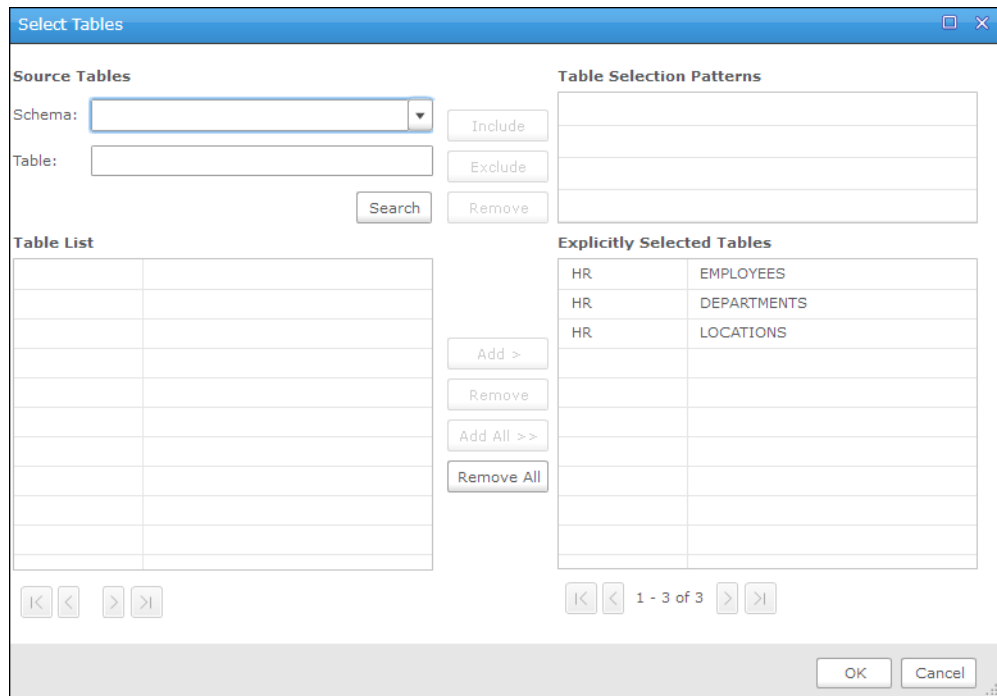 Select Tables
Source Tables
Schema:
Table:
Search
Include
Exclude
Remove
Table Selection Patterns
Table List
Add >
Remove
Add All >>
Remove All
Explicitly Selected Tables
HR EMPLOYEES
HR DEPARTMENTS
HR LOCATIONS
1 - 3 of 3
OK
Cancel